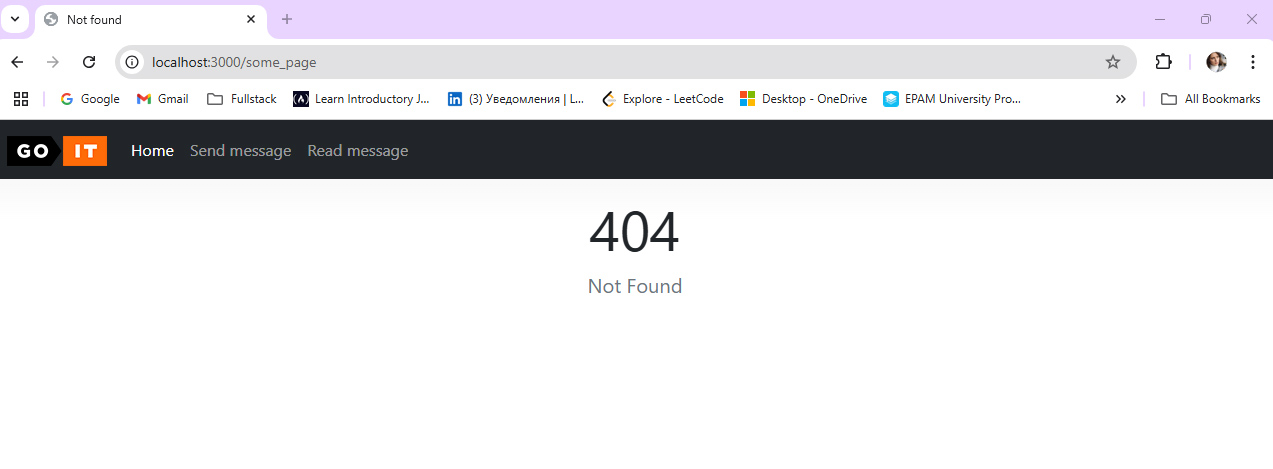 Not found
localhost:3000/some_page
Google Gmail Fullstack Learn Introductory J... (3) Уведомления | L... Explore - LeetCode Desktop - OneDrive EPAM University Pro... All Bookmarks
GO IT Home Send message Read message
404
Not Found